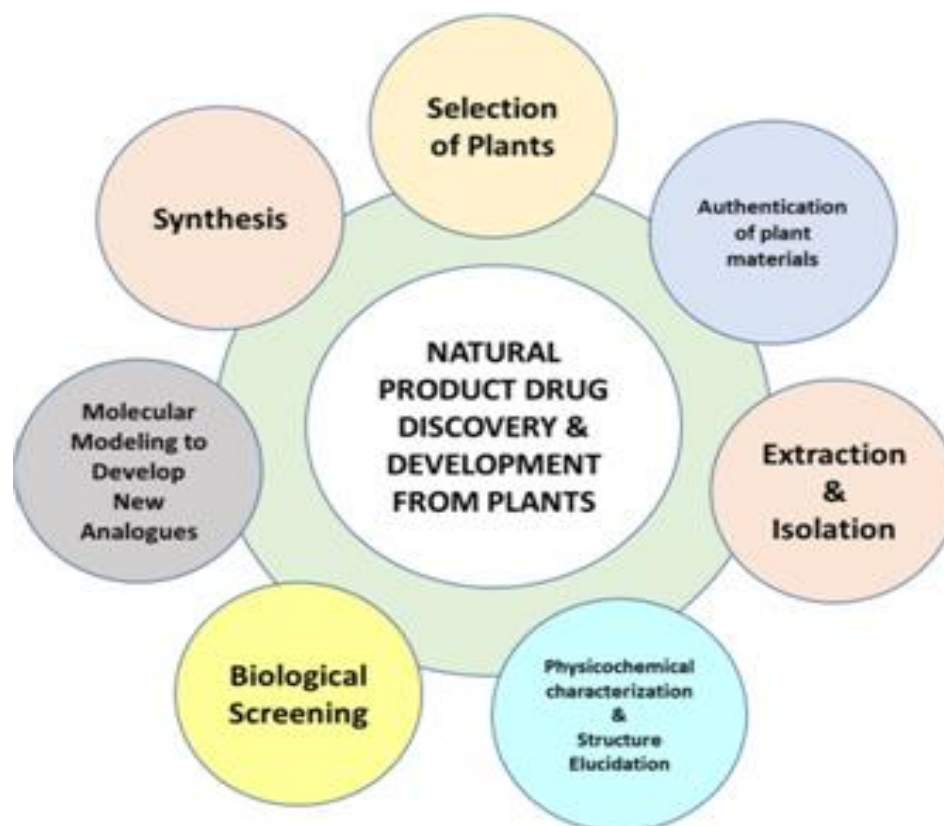 Selection
of Plants
Authentication
of plant
materials
Extraction
&
Isolation
Physicochemical
characterization
&
Structure
Elucidation
Biological
Screening
Molecular
Modeling to
Develop
New
Analogues
Synthesis
NATURAL
PRODUCT DRUG
DISCOVERY &
DEVELOPMENT
FROM PLANTS